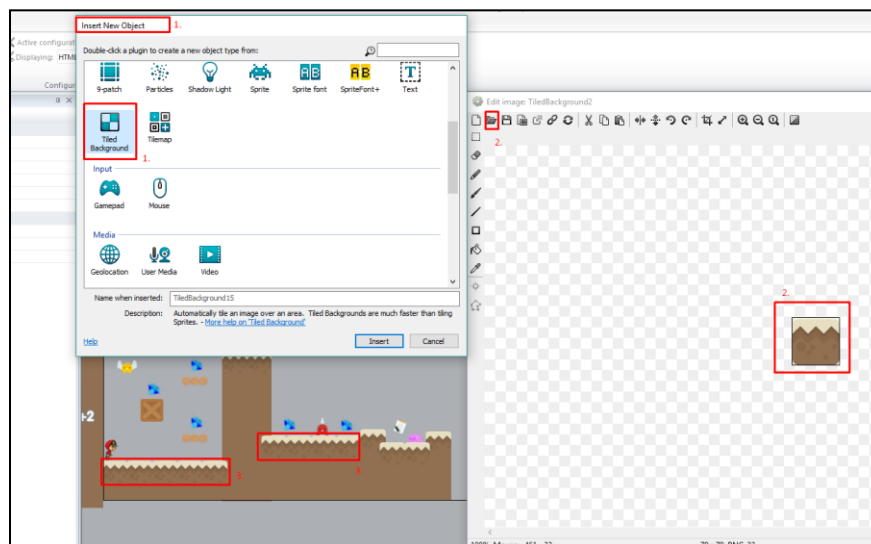 Insert New Object
1.
Active configurat
Displaying: HTML
Configur
Double-click a plugin to create a new object type from:
9-patch
Particles
Shadow Light
Sprite
Sprite font
SpriteFont+
Text
Tiled Background
Tilemap
1.
Input
Gamepad
Mouse
Media
Geolocation
User Media
Video
Name when inserted: TiledBackground15
Description: Automatically tile an image over an area. Tiled Backgrounds are much faster than tiling
Sprites. - More help on 'Tiled Background'
Help
Insert
Cancel
Edit image: TiledBackground2
2.
2.
+2
3.